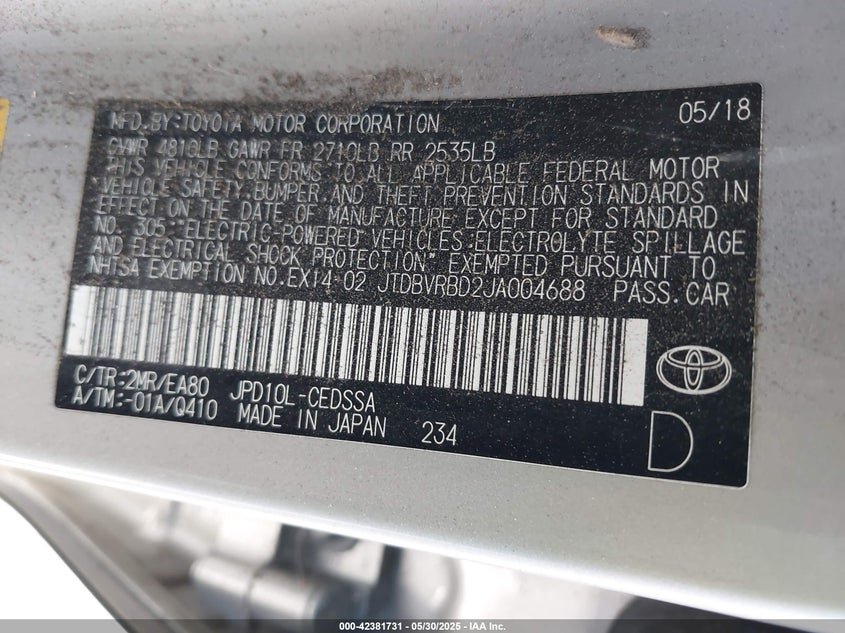 MFD.BY:TOYOTA MOTOR CORPORATION 05/18
GVWR 4810LB GAWR FR 2710LB RR 2535LB
THIS VEHICLE CONFORMS TO ALL APPLICABLE FEDERAL MOTOR
VEHICLE SAFETY,BUMPER AND THEFT PREVENTION STANDARDS IN
EFFECT ON THE DATE OF MANUFACTURE EXCEPT FOR STANDARD
NO. 305,"ELECTRIC-POWERED VEHICLES:ELECTROLYTE SPILLAGE
AND ELECTRICAL SHOCK PROTECTION", EXEMPTED PURSUANT TO
NHTSA EXEMPTION NO.EX14-02 JTDBVRBD2JA004688 PASS.CAR
C/TR:2MR/EA80 JPD10L-CEDSSA
A/TM:-01A/Q410 MADE IN JAPAN 234
D
000-42381731 — 05/30/2025 — IAA Inc.